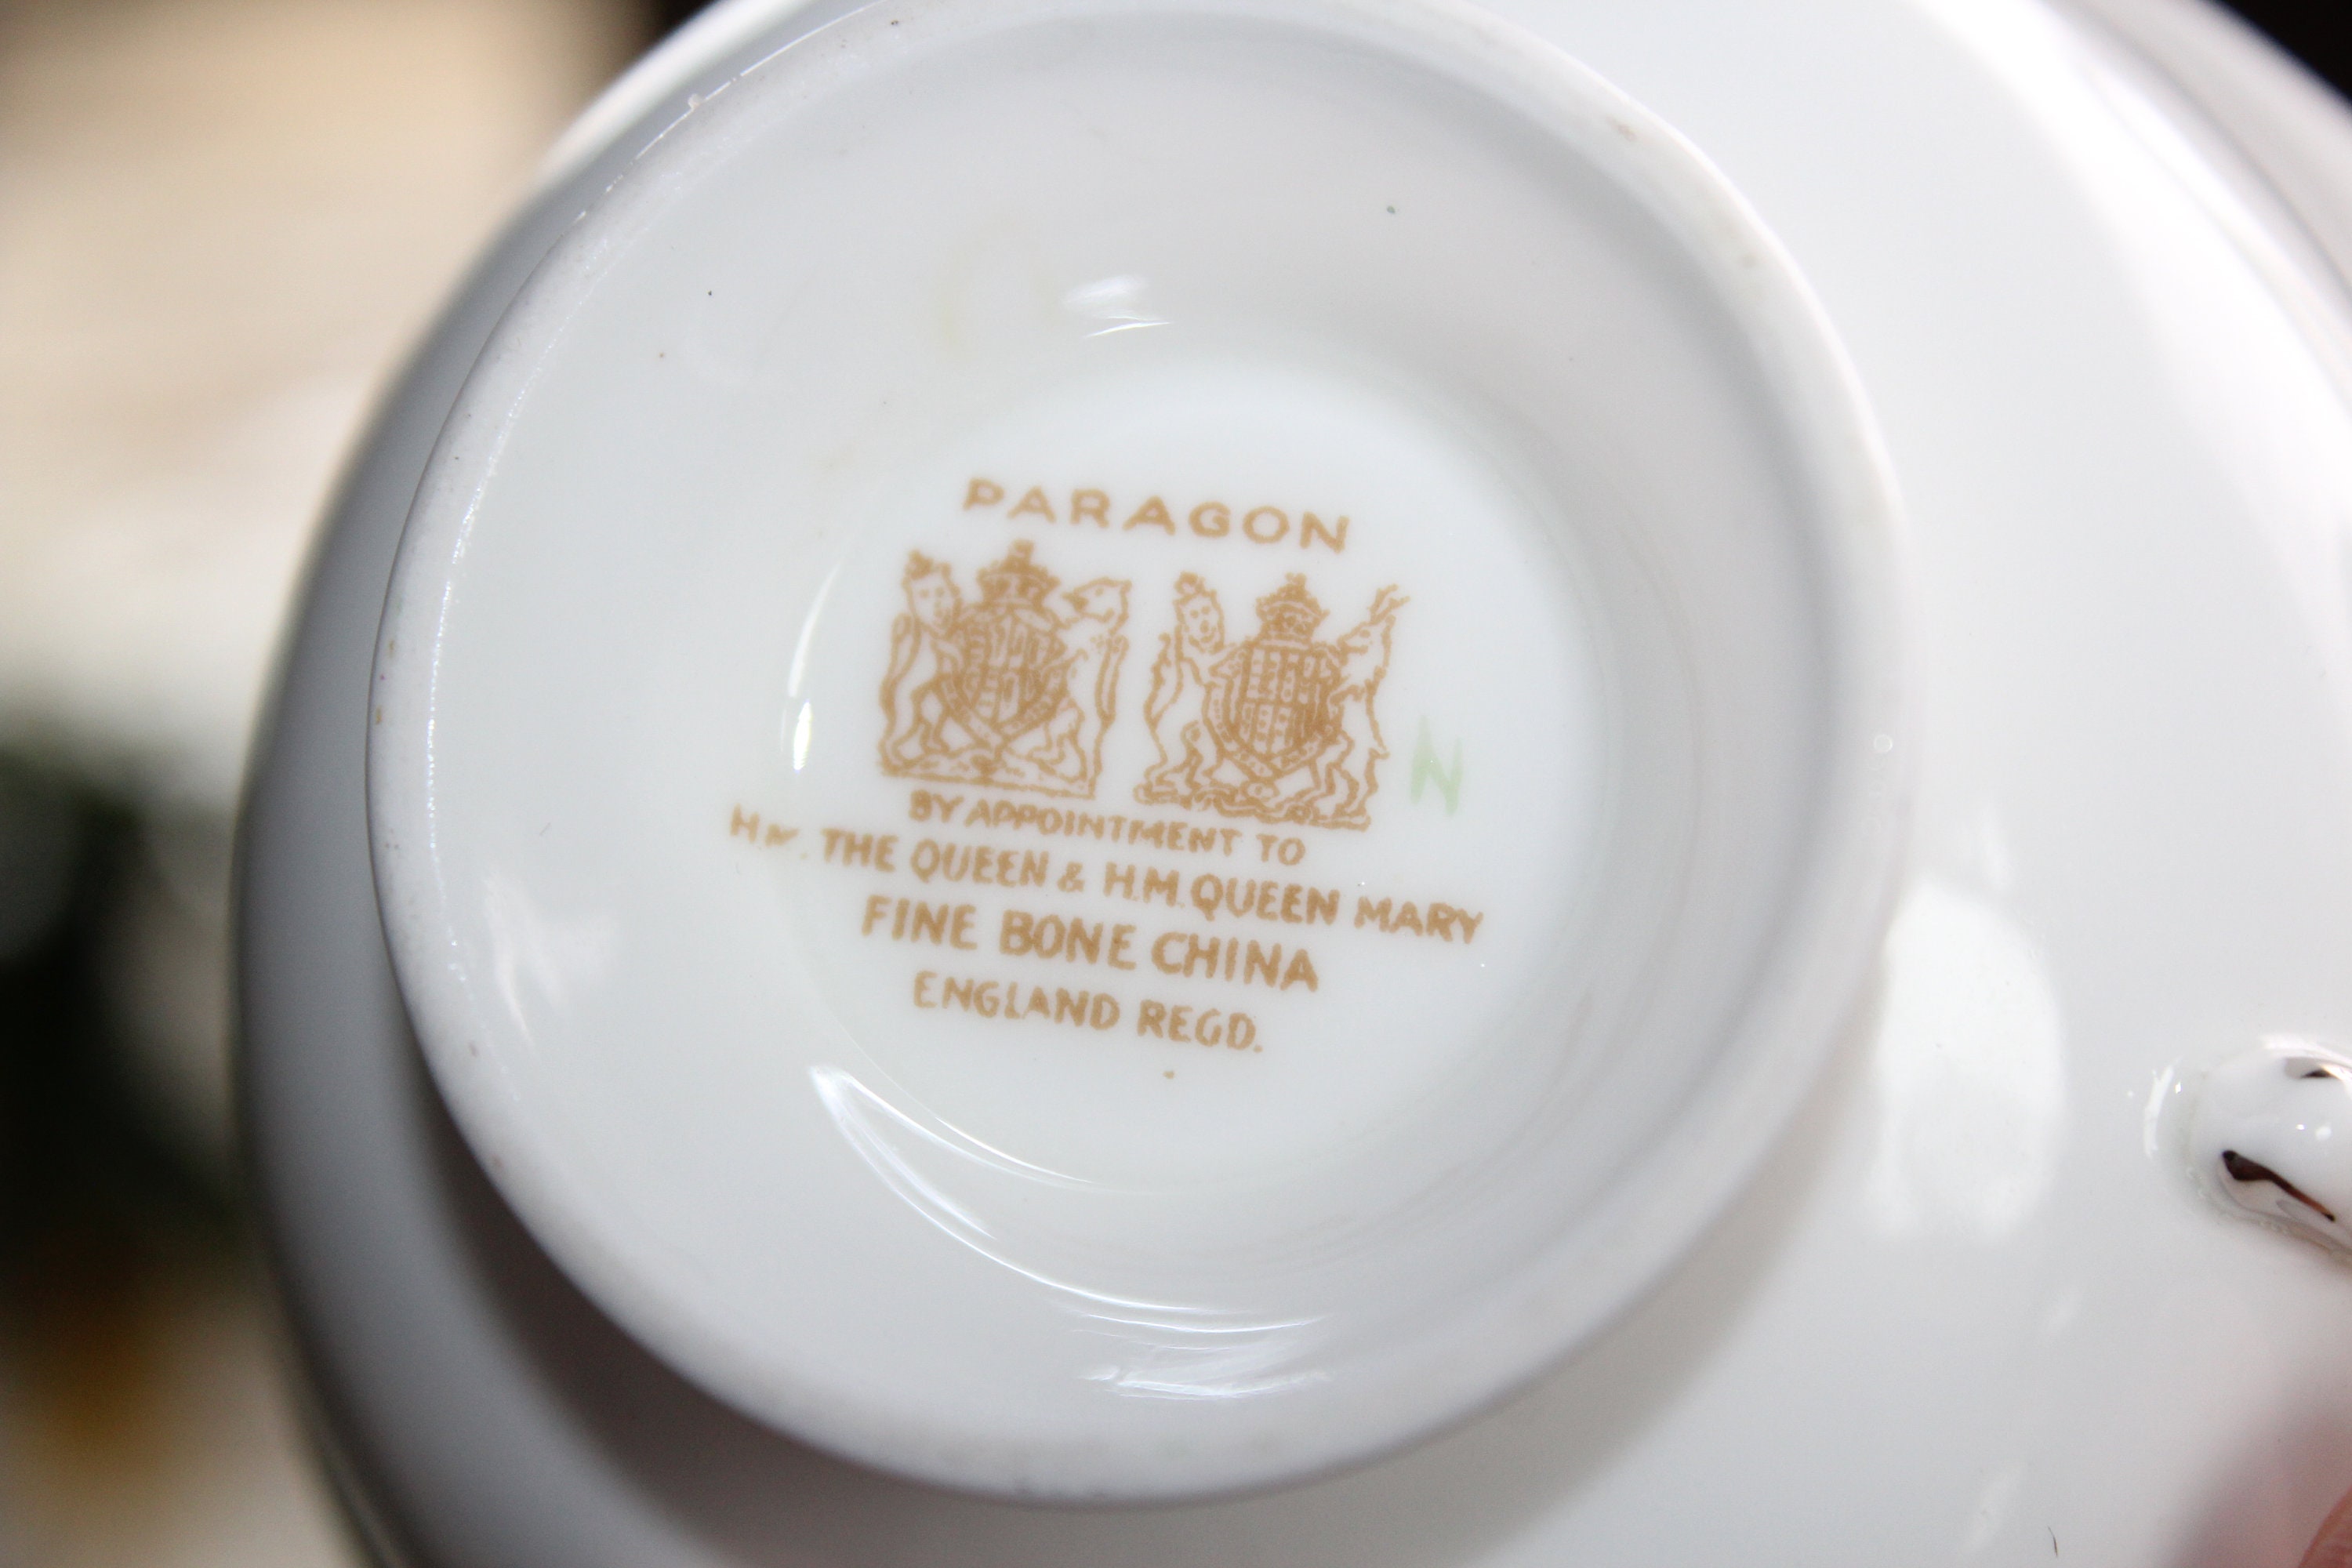 PARAGON
N
BY APPOINTMENT TO
H.M. THE QUEEN & H.M. QUEEN MARY
FINE BONE CHINA
ENGLAND REGD.